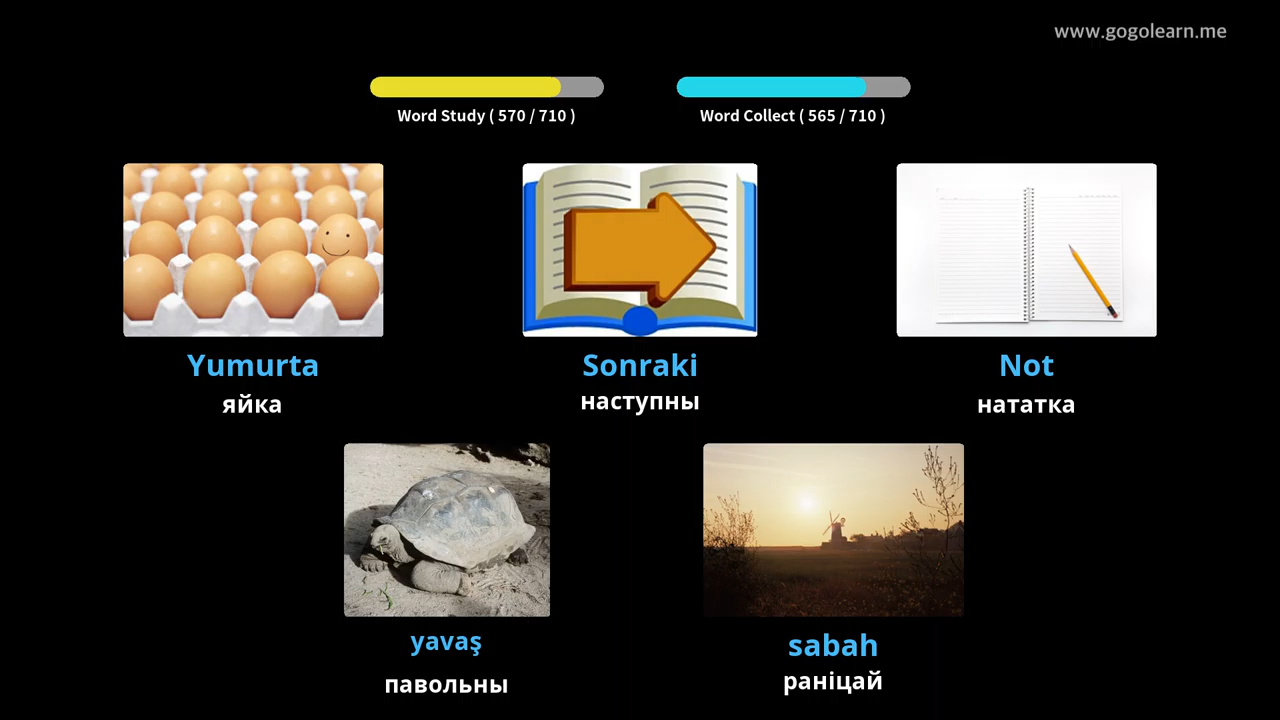 www.gogolearn.me
Word Study ( 570 / 710 )
Word Collect ( 565 / 710 )
Yumurta
яйка
Sonraki
наступны
Not
нататка
yavaş
павольны
sabah
раніцай